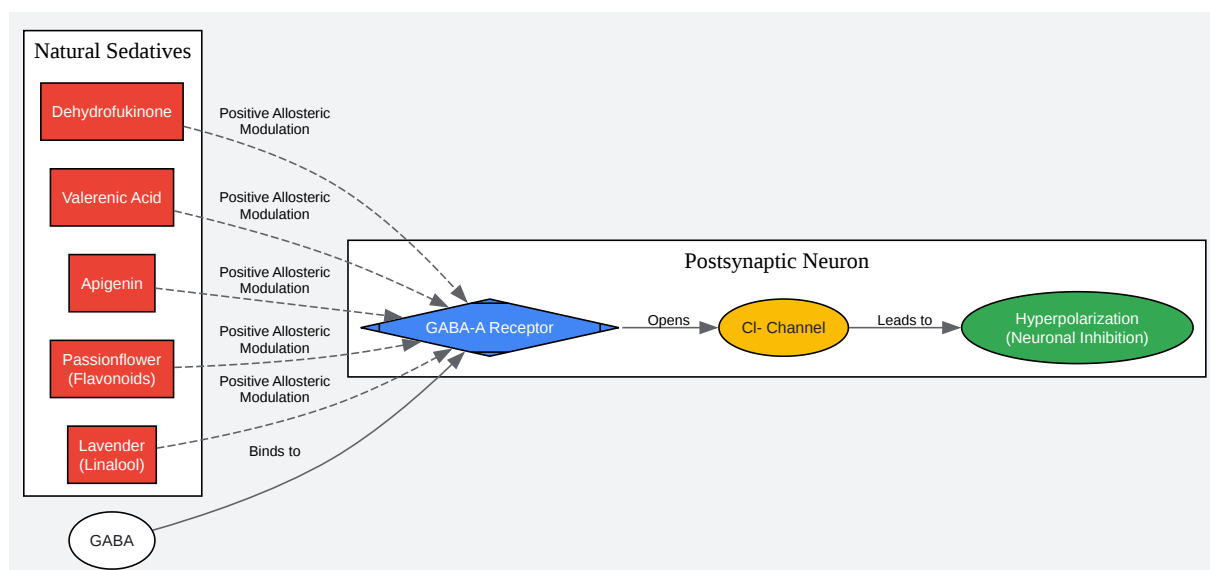 Natural Sedatives
Dehydrofukinone
Valerenic Acid
Apigenin
Passionflower
(Flavonoids)
Lavender
(Linalool)
GABA
Positive Allosteric
Modulation
Positive Allosteric
Modulation
Positive Allosteric
Modulation
Positive Allosteric
Modulation
Positive Allosteric
Modulation
Binds to
Postsynaptic Neuron
GABA-A Receptor
Opens
Cl- Channel
Leads to
Hyperpolarization
(Neuronal Inhibition)